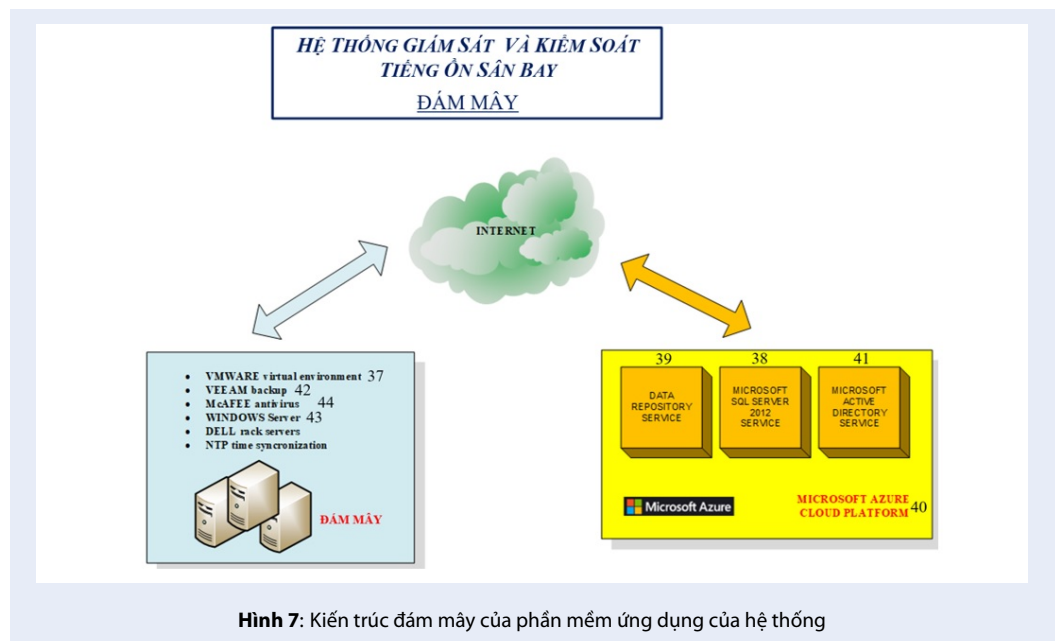 HỆ THỐNG GIÁM SÁT VÀ KIỂM SOÁT
TIẾNG ỒN SÂN BAY
ĐÁM MÂY
INTERNET
• VMWARE virtual environment 37
• VEEAM backup 42
• McAFEE antivirus 44
• WINDOWS Server 43
• DELL rack servers
• NTP time syncronization
ĐÁM MÂY
39 38 41
DATA
REPOSITORY
SERVICE
MICROSOFT
SQL SERVER
2012
SERVICE
MICROSOFT
ACTIVE
DIRECTORY
SERVICE
Microsoft Azure
MICROSOFT AZURE
CLOUD PLATFORM 40
Hình 7: Kiến trúc đám mây của phần mềm ứng dụng của hệ thống